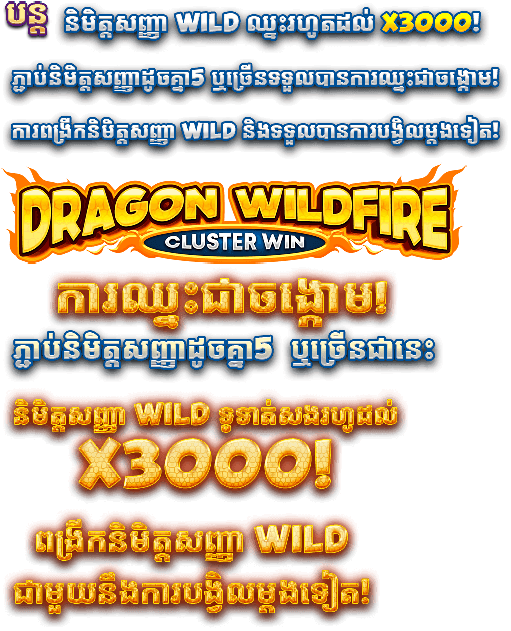 បន្ត
និមិត្តសញ្ញា WILD ឈ្នះរហូតដល់ X3000!
ភ្ជាប់និមិត្តសញ្ញាដូចគ្នា5 ឬច្រើនទទួលបានការឈ្នះជាចង្កោម!
ការពង្រីកនិមិត្តសញ្ញា WILD និងទទួលបានការបង្វិលម្ដងទៀត!
DRAGON WILDFIRE
CLUSTER WIN
ការឈ្នះជាចង្កោម!
ភ្ជាប់និមិត្តសញ្ញាដូចគ្នា5 ឬច្រើនជានេះ
និមិត្តសញ្ញា WILD ទូទាត់សងរហូដល់
X3000!
ពង្រីកនិមិត្តសញ្ញា WILD
ជាមួយនឹងការបង្វិលម្ដងទៀត!